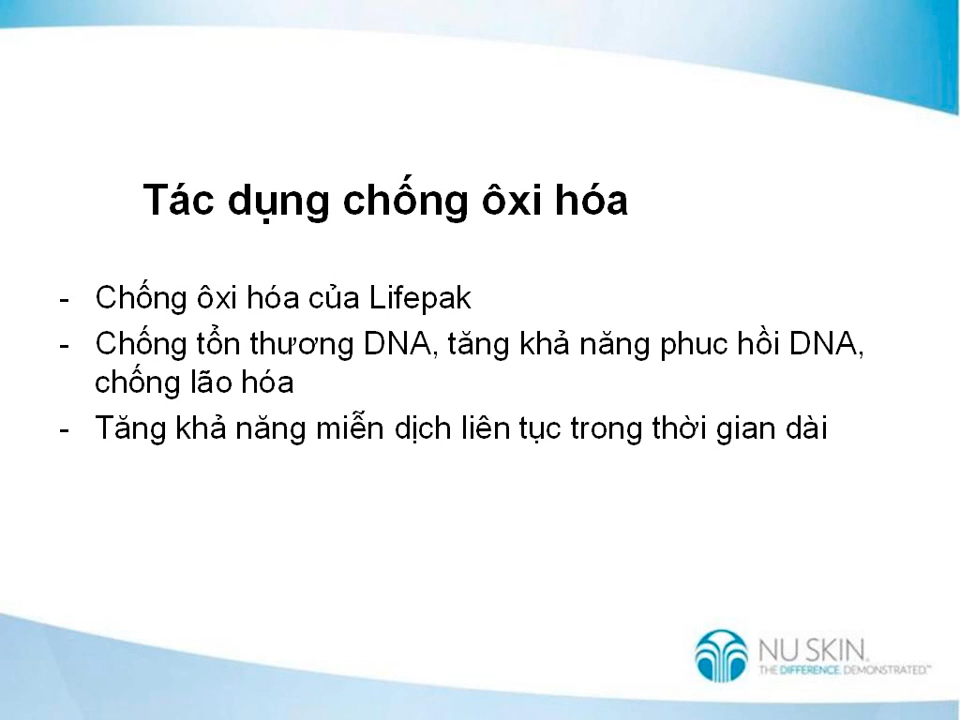 Tác dụng chống ôxi hóa
- Chống ôxi hóa của Lifepak
- Chống tổn thương DNA, tăng khả năng phuc hồi DNA,
chống lão hóa
- Tăng khả năng miễn dịch liên tục trong thời gian dài
NU SKIN
THE DIFFERENCE. DEMONSTRATED.™